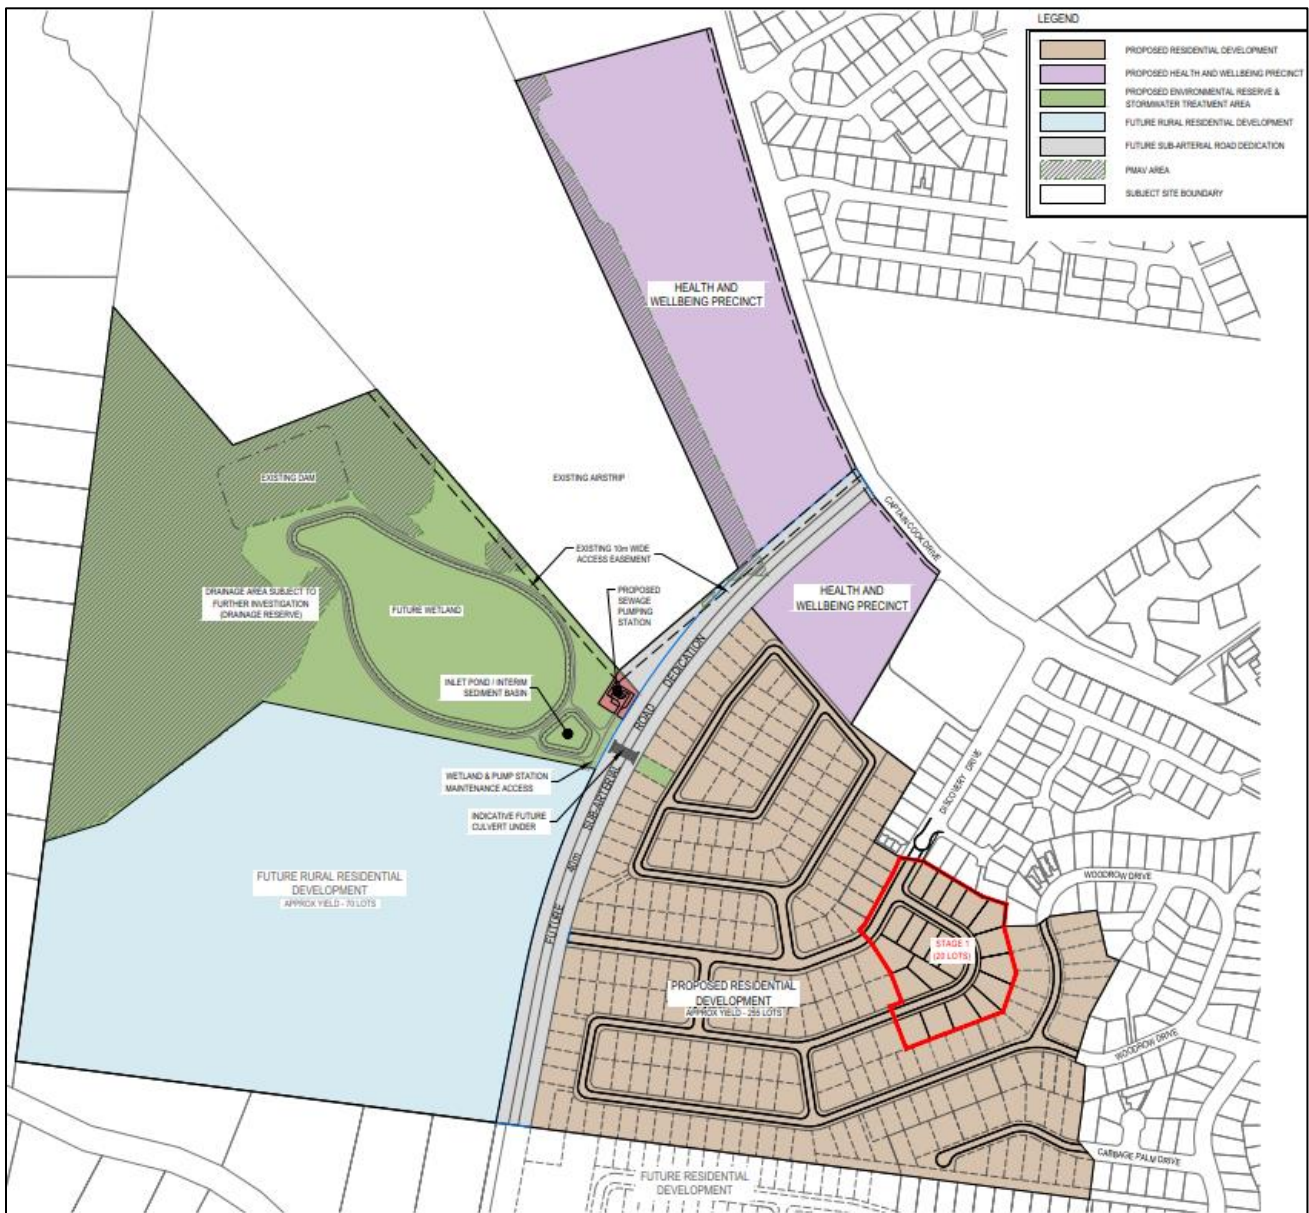 LEGEND
PROPOSED RESIDENTIAL DEVELOPMENT
PROPOSED HEALTH AND WELLBEING PRECINCT
PROPOSED ENVIRONMENTAL RESERVE &
STORMWATER TREATMENT AREA
FUTURE RURAL RESIDENTIAL DEVELOPMENT
FUTURE SUB-ARTERIAL ROAD DEDICATION
PMAV AREA
SUBJECT SITE BOUNDARY
HEALTH AND
WELLBEING PRECINCT
EXISTING DAM
EXISTING AIRSTRIP
CAPTAIN COOK DRIVE
EXISTING 10m WIDE
ACCESS EASEMENT
DRAINAGE AREA SUBJECT TO
FURTHER INVESTIGATION
(DRAINAGE RESERVE)
FUTURE WETLAND
PROPOSED
SEWAGE
PUMPING
STATION
HEALTH AND
WELLBEING PRECINCT
INLET POND / INTERIM
SEDIMENT BASIN
WETLAND & PUMP STATION
MAINTENANCE ACCESS
INDICATIVE FUTURE
CULVERT UNDER
FUTURE 40m SUB-ARTERIAL ROAD DEDICATION
DISCOVERY DRIVE
WOODROW DRIVE
FUTURE RURAL RESIDENTIAL
DEVELOPMENT
APPROX YIELD - 70 LOTS
STAGE 1
(20 LOTS)
PROPOSED RESIDENTIAL
DEVELOPMENT
APPROX YIELD - 255 LOTS
WOODROW DRIVE
CABBAGE PALM DRIVE
FUTURE RESIDENTIAL
DEVELOPMENT